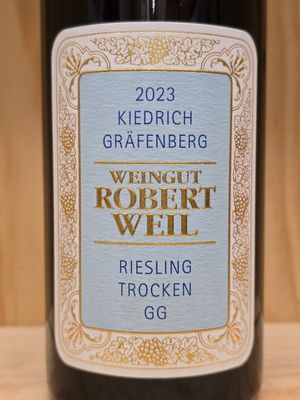 2023
KIEDRICH
GRÄFENBERG
WEINGUT
ROBERT
WEIL
RIESLING
TROCKEN
GG